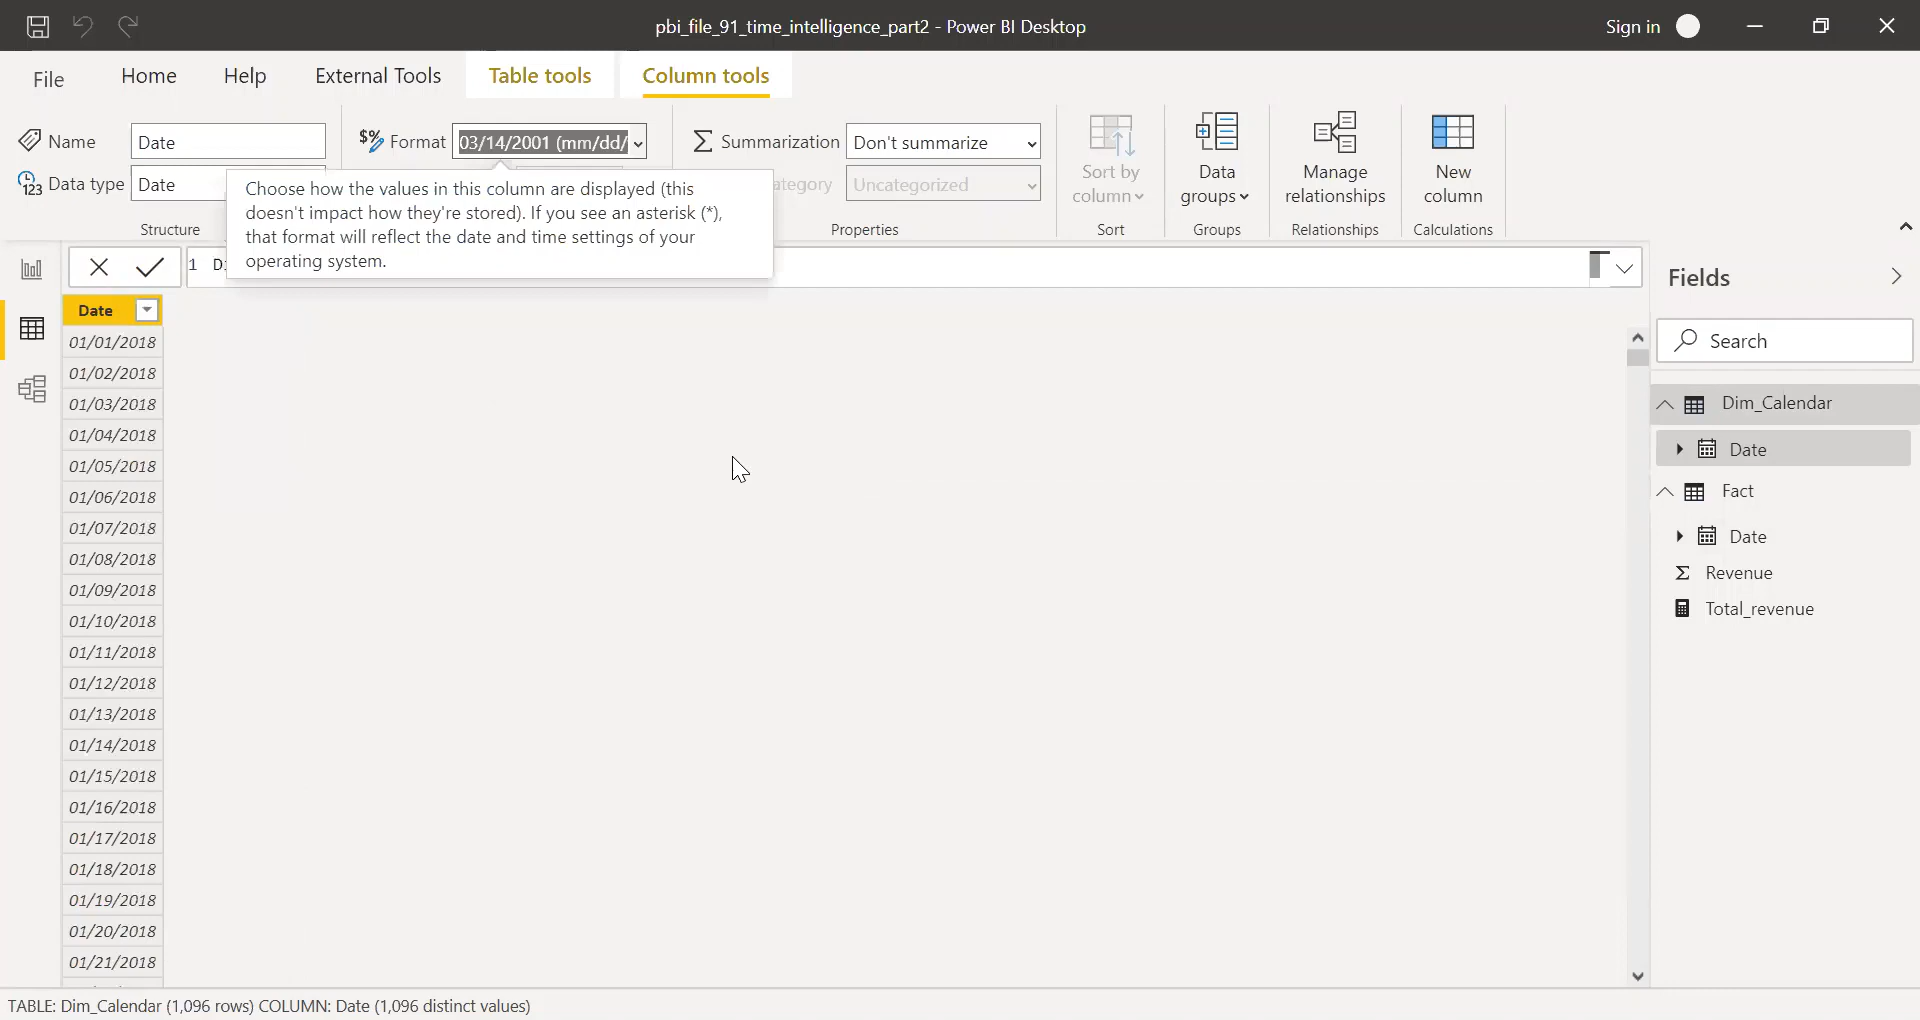 pbi_file_91_time_intelligence_part2 - Power BI Desktop
Sign in
File
Home
Help
External Tools
Table tools
Column tools
Name
Date
$% Format
03/14/2001 (mm/dd/
Σ Summarization
Don't summarize
Data type
Date
ategory
Uncategorized
Choose how the values in this column are displayed (this
doesn't impact how they're stored). If you see an asterisk (*),
that format will reflect the date and time settings of your
operating system.
Sort by
column
Data
groups
Manage
relationships
New
column
Structure
Properties
Sort
Groups
Relationships
Calculations
1
Fields
Search
Dim_Calendar
Date
Fact
Date
Σ Revenue
Total_revenue
Date
01/01/2018
01/02/2018
01/03/2018
01/04/2018
01/05/2018
01/06/2018
01/07/2018
01/08/2018
01/09/2018
01/10/2018
01/11/2018
01/12/2018
01/13/2018
01/14/2018
01/15/2018
01/16/2018
01/17/2018
01/18/2018
01/19/2018
01/20/2018
01/21/2018
TABLE: Dim_Calendar (1,096 rows) COLUMN: Date (1,096 distinct values)